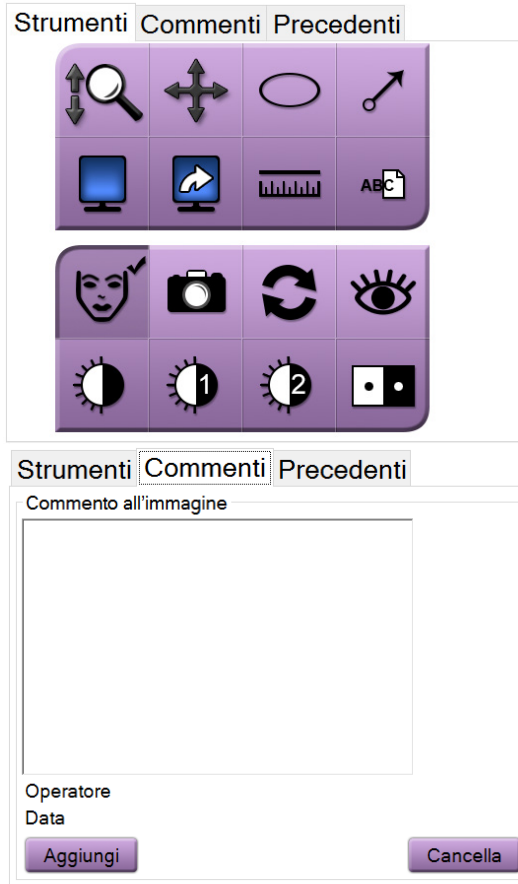 Strumenti Commenti Precedenti
ABC
1 2
Strumenti Commenti Precedenti
Commento all'immagine
Operatore
Data
Aggiungi Cancella